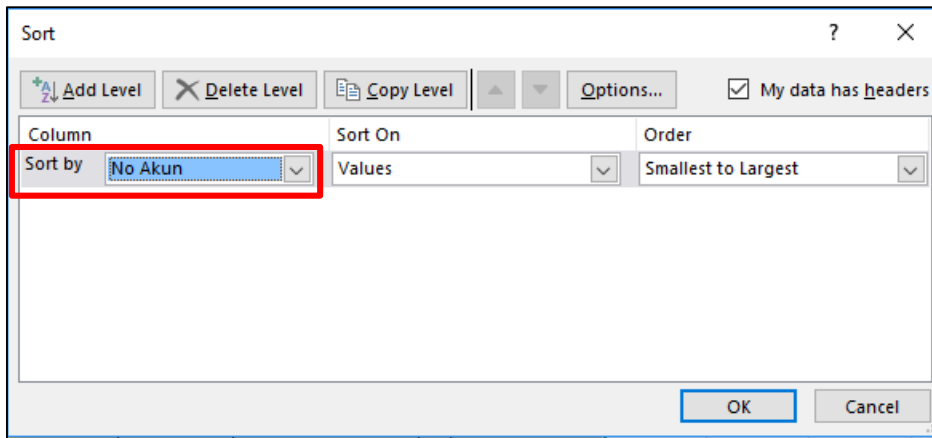 Sort ?
Add Level Delete Level Copy Level Options... My data has headers
Column Sort On Order
Sort by No Akun Values Smallest to Largest
OK Cancel